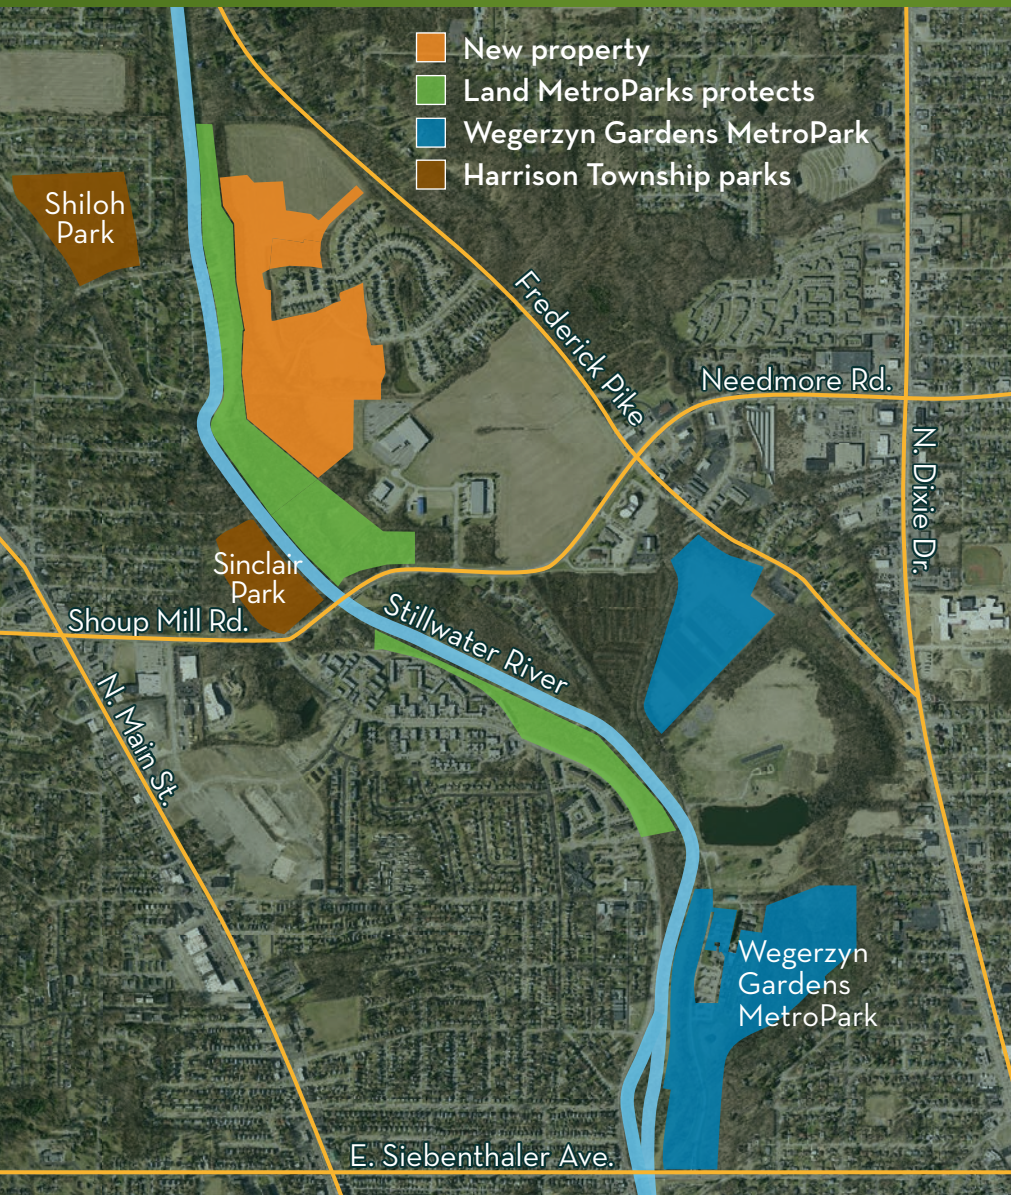 New property
Land MetroParks protects
Wegerzyn Gardens MetroPark
Harrison Township parks
Shiloh
Park
Frederick Pike
Needmore Rd.
N. Dixie Dr.
Sinclair
Park
Shoup Mill Rd.
Stillwater River
N. Main St.
Wegerzyn
Gardens
MetroPark
E. Siebenthaler Ave.